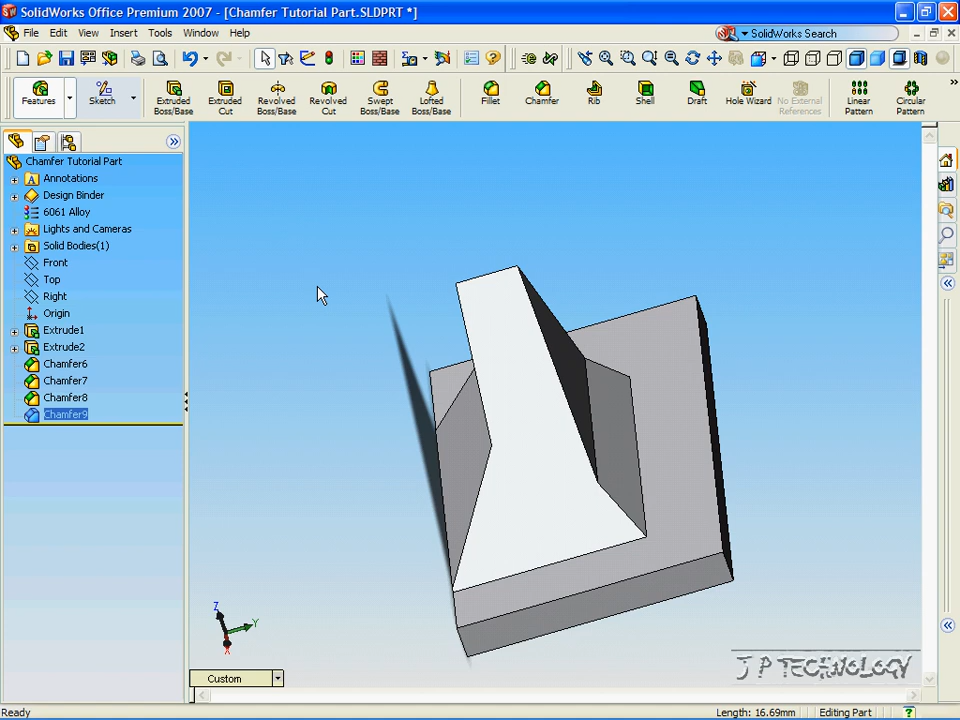 SolidWorks Office Premium 2007 - [Chamfer Tutorial Part.SLDPRT *]
File Edit View Insert Tools Window Help SolidWorks Search
Features Sketch Extruded Boss/Base Extruded Cut Revolved Boss/Base Revolved Cut Swept Boss/Base Lofted Boss/Base Fillet Chamfer Rib Shell Draft Hole Wizard No External References Linear Pattern Circular Pattern
Chamfer Tutorial Part
Annotations
Design Binder
6061 Alloy
Lights and Cameras
Solid Bodies(1)
Front
Top
Right
Origin
Extrude1
Extrude2
Chamfer6
Chamfer7
Chamfer8
Chamfer9
Z
Y
X
Custom
J P TECHNOLOGY
Ready Length: 16.69mm Editing Part